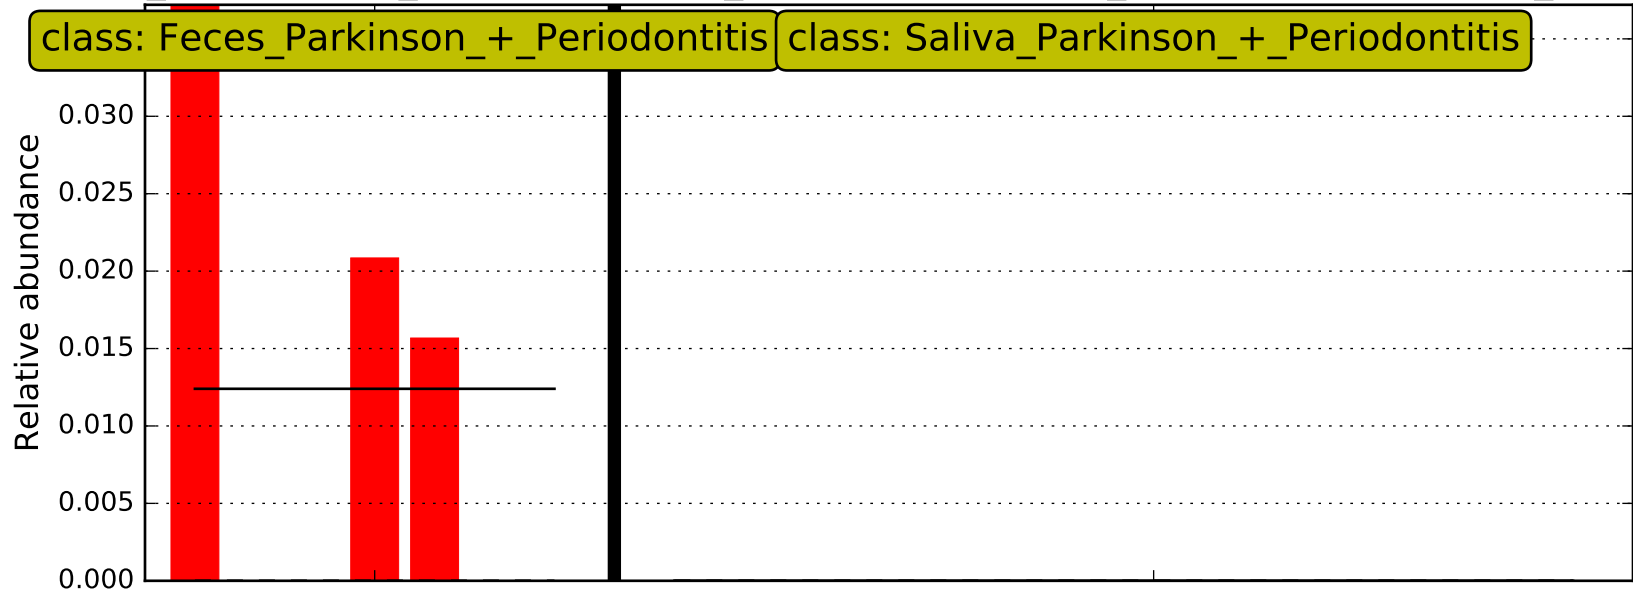 class: Feces_Parkinson_+_Periodontitis
class: Saliva_Parkinson_+_Periodontitis
Relative abundance
0.030
0.025
0.020
0.015
0.010
0.005
0.000